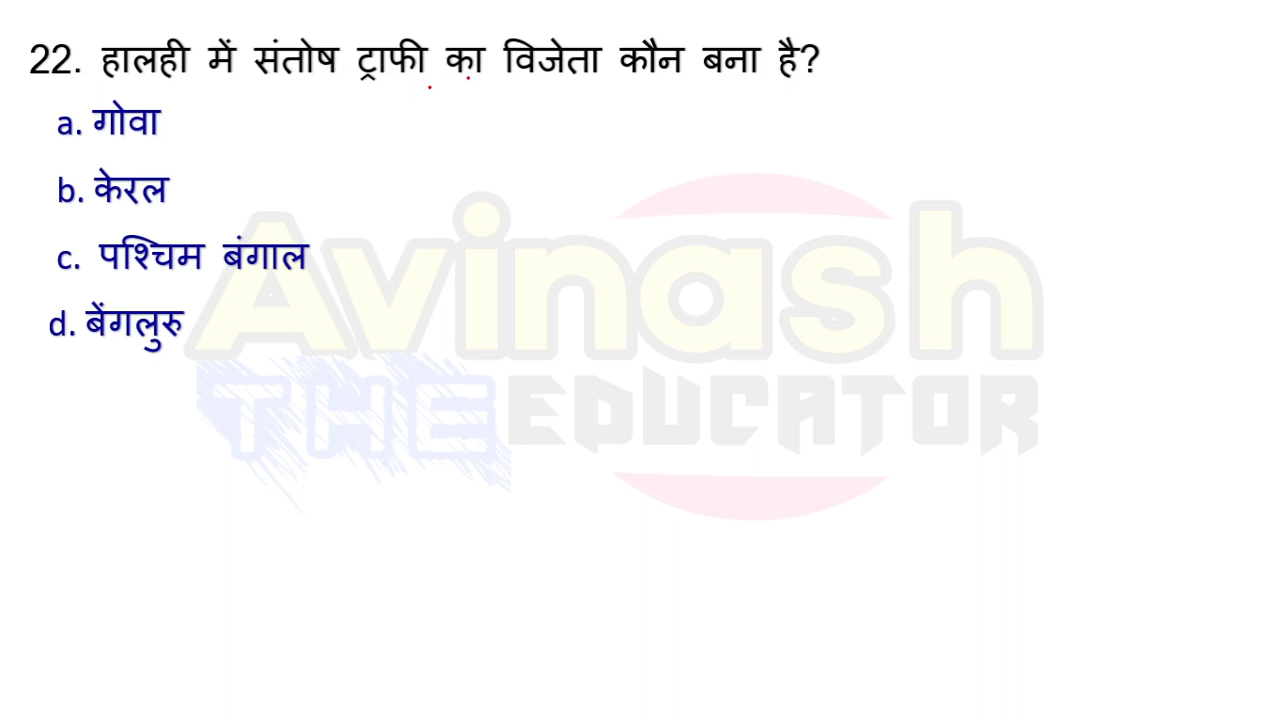 22. हालही में संतोष ट्राफी का विजेता कौन बना है?
a. गोवा
b. केरल
c. पश्चिम बंगाल
d. बेंगलुरु
Avinash
THE EDUCATOR